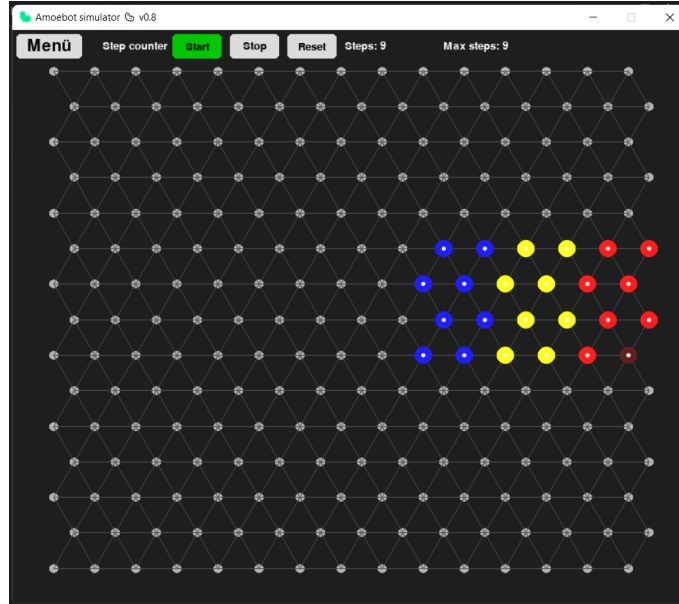 Amoebot simulator v0.8
Menü Step counter Start Stop Reset Steps: 9 Max steps: 9